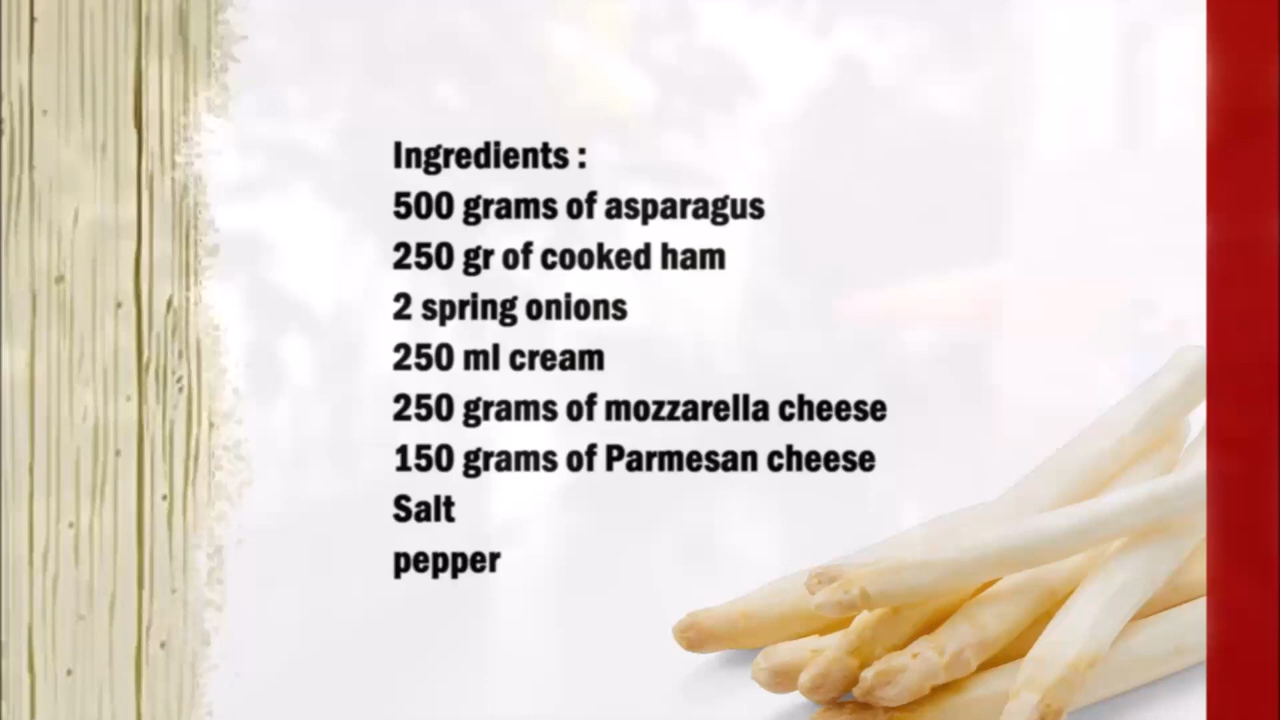 Ingredients :
500 grams of asparagus
250 gr of cooked ham
2 spring onions
250 ml cream
250 grams of mozzarella cheese
150 grams of Parmesan cheese
Salt
pepper